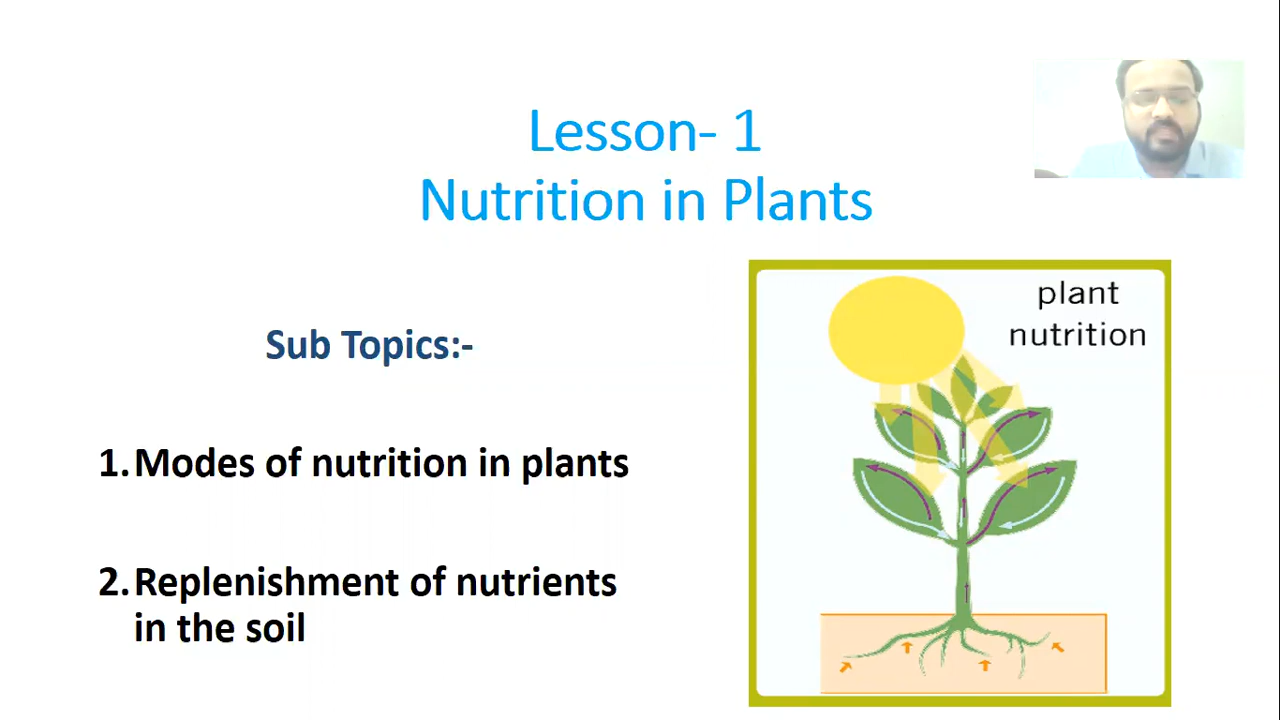 Lesson- 1
Nutrition in Plants
Sub Topics:-
1. Modes of nutrition in plants
2. Replenishment of nutrients
in the soil
plant
nutrition